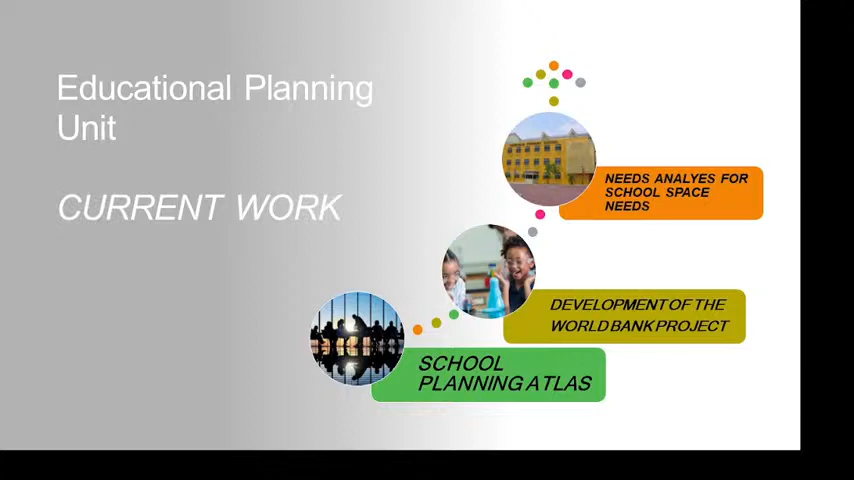 Educational Planning
Unit
CURRENT WORK
NEEDS ANALYES FOR
SCHOOL SPACE
NEEDS
DEVELOPMENT OF THE
WORLD BANK PROJECT
SCHOOL
PLANNING ATLAS